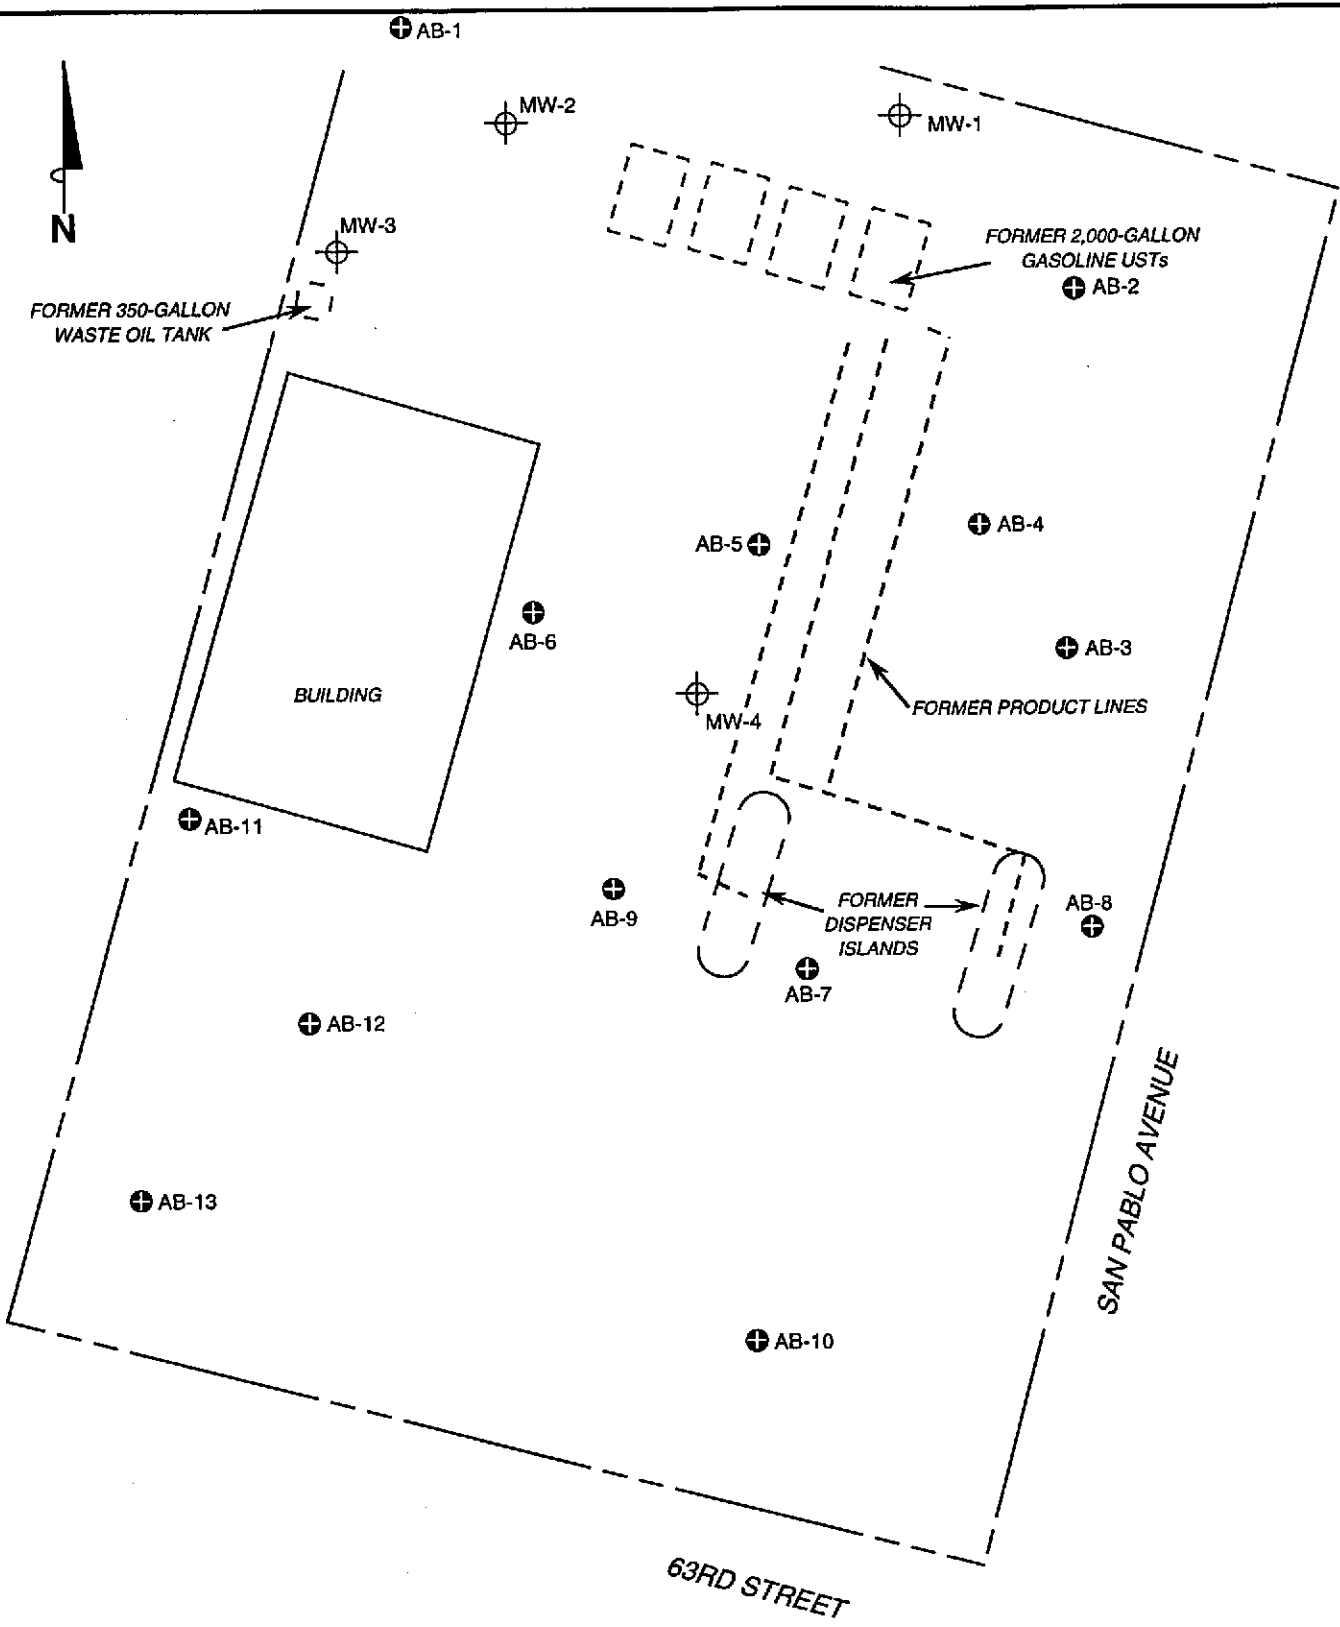 AB-1
MW-2
MW-1
N
MW-3
FORMER 2,000-GALLON
GASOLINE USTs
AB-2
FORMER 350-GALLON
WASTE OIL TANK
AB-4
AB-5
AB-6
AB-3
BUILDING
MW-4
FORMER PRODUCT LINES
AB-11
AB-9
FORMER
DISPENSER
ISLANDS
AB-8
AB-7
AB-12
SAN PABLO AVENUE
AB-13
AB-10
63RD STREET